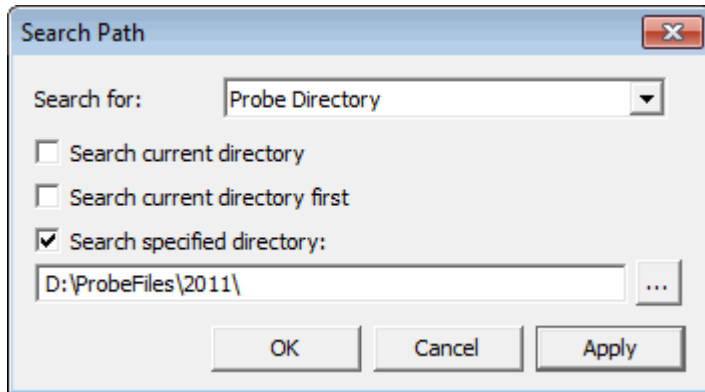 Search Path
Search for: Probe Directory
Search current directory
Search current directory first
Search specified directory:
D:\ProbeFiles\2011\ ...
OK Cancel Apply